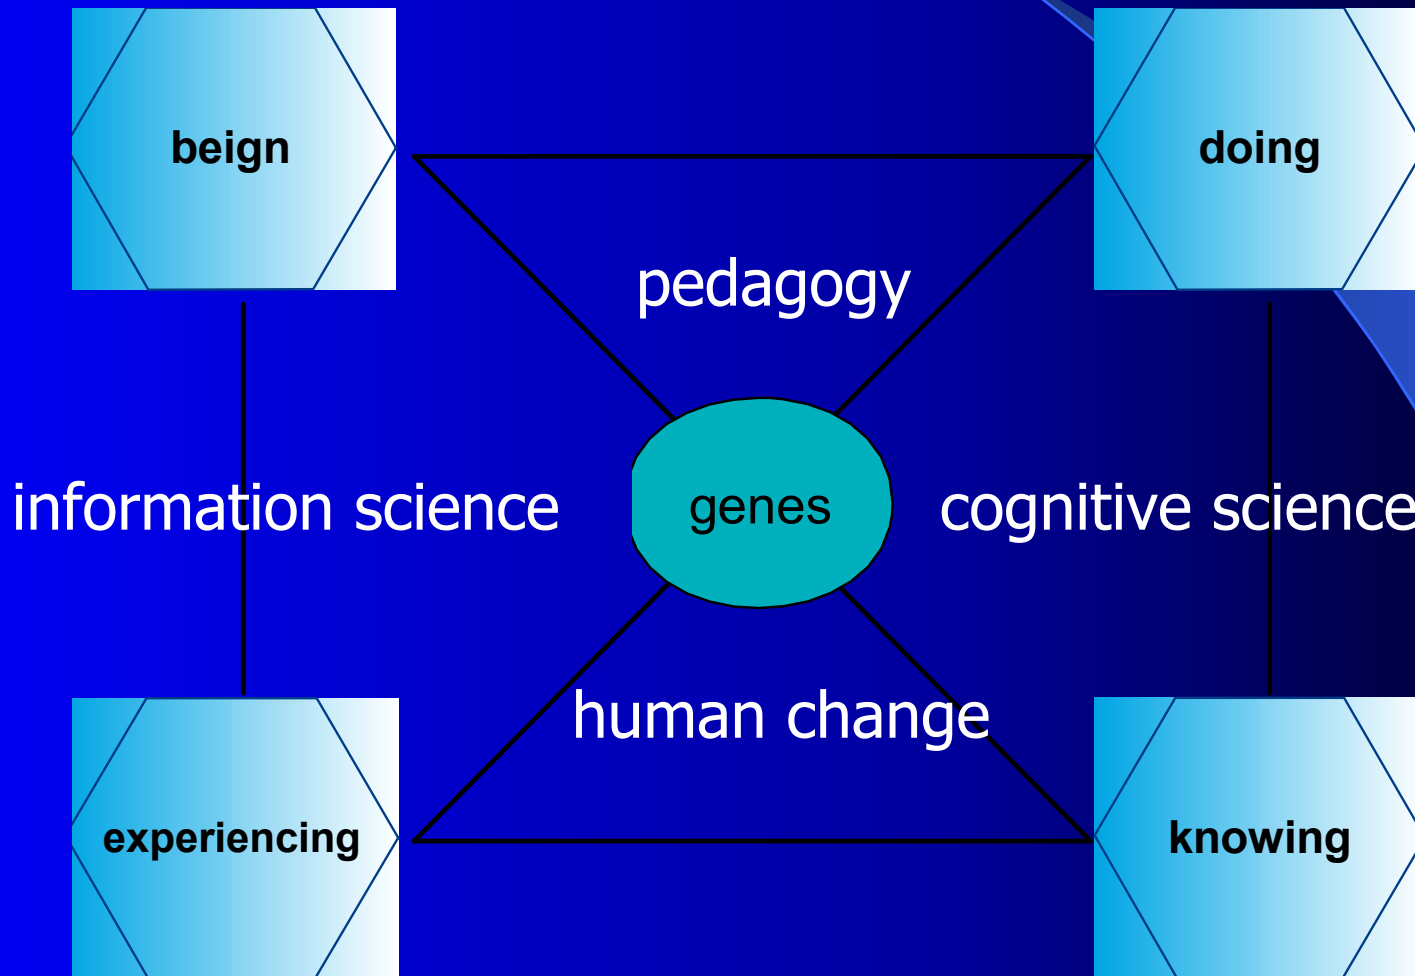 beign
doing
pedagogy
information science
genes
cognitive science
human change
experiencing
knowing